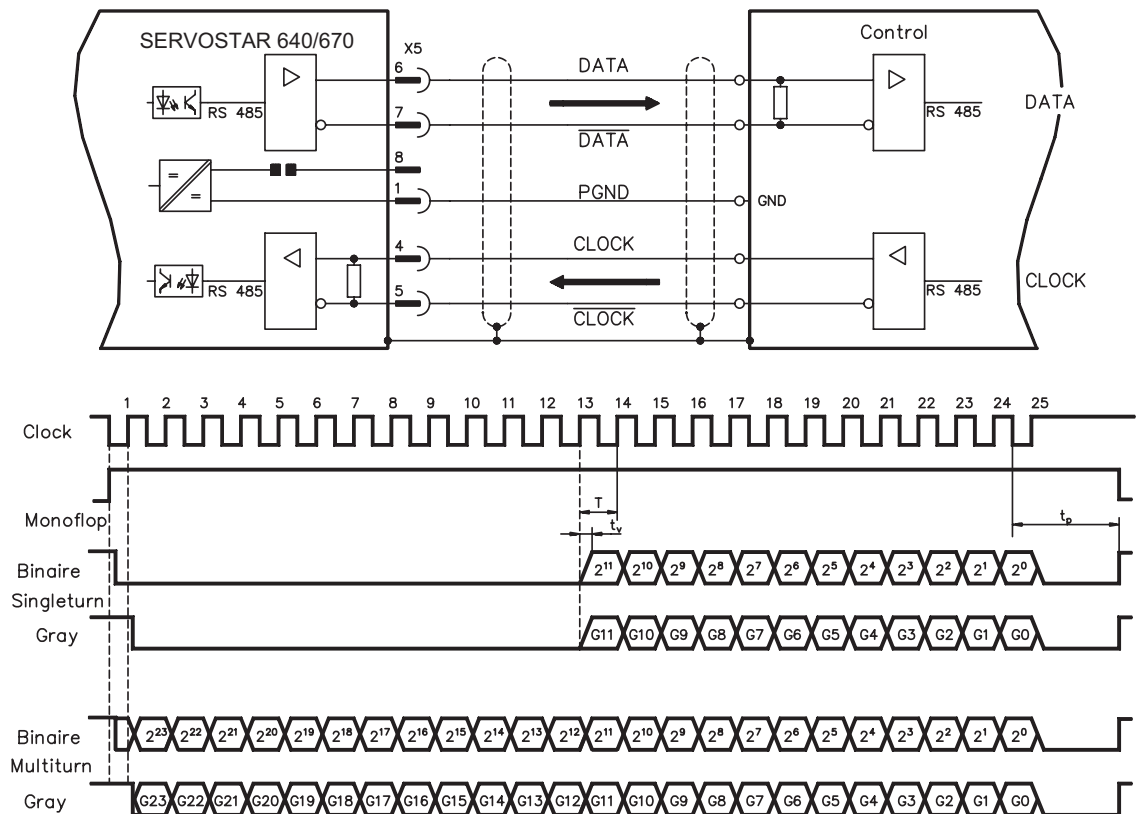 SERVOSTAR 640/670
X5
Control
6
DATA
RS 485
RS 485
DATA
7
DATA
8
=
=
1
PGND
GND
4
CLOCK
RS 485
RS 485
CLOCK
5
CLOCK
1 2 3 4 5 6 7 8 9 10 11 12 13 14 15 16 17 18 19 20 21 22 23 24 25
Clock
T
Monoflop
tv
tp
Binaire
2¹¹ 2¹⁰ 2⁹ 2⁸ 2⁷ 2⁶ 2⁵ 2⁴ 2³ 2² 2¹ 2⁰
Singleturn
Gray
G11 G10 G9 G8 G7 G6 G5 G4 G3 G2 G1 G0
Binaire
2²³ 2²² 2²¹ 2²⁰ 2¹⁹ 2¹⁸ 2¹⁷ 2¹⁶ 2¹⁵ 2¹⁴ 2¹³ 2¹² 2¹¹ 2¹⁰ 2⁹ 2⁸ 2⁷ 2⁶ 2⁵ 2⁴ 2³ 2² 2¹ 2⁰
Multiturn
Gray
G23 G22 G21 G20 G19 G18 G17 G16 G15 G14 G13 G12 G11 G10 G9 G8 G7 G6 G5 G4 G3 G2 G1 G0